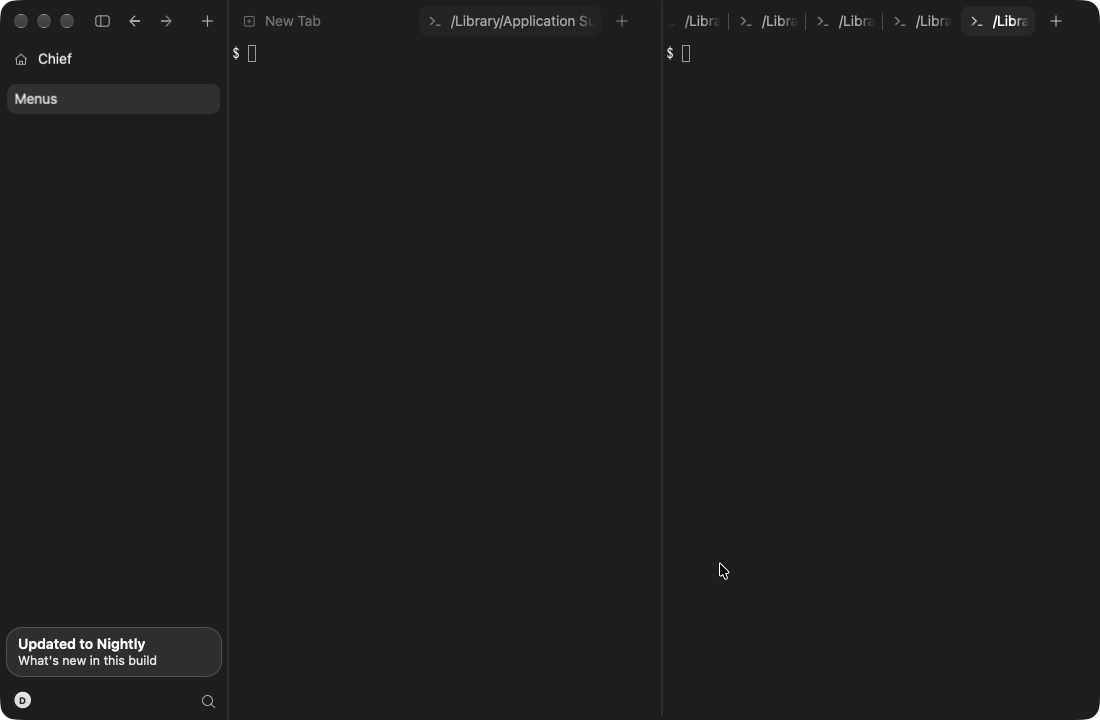 New Tab
/Library/Application Su
/Libra
/Libra
/Libra
/Libra
/Libra
Chief
Menus
$
$
Updated to Nightly
What's new in this build
D